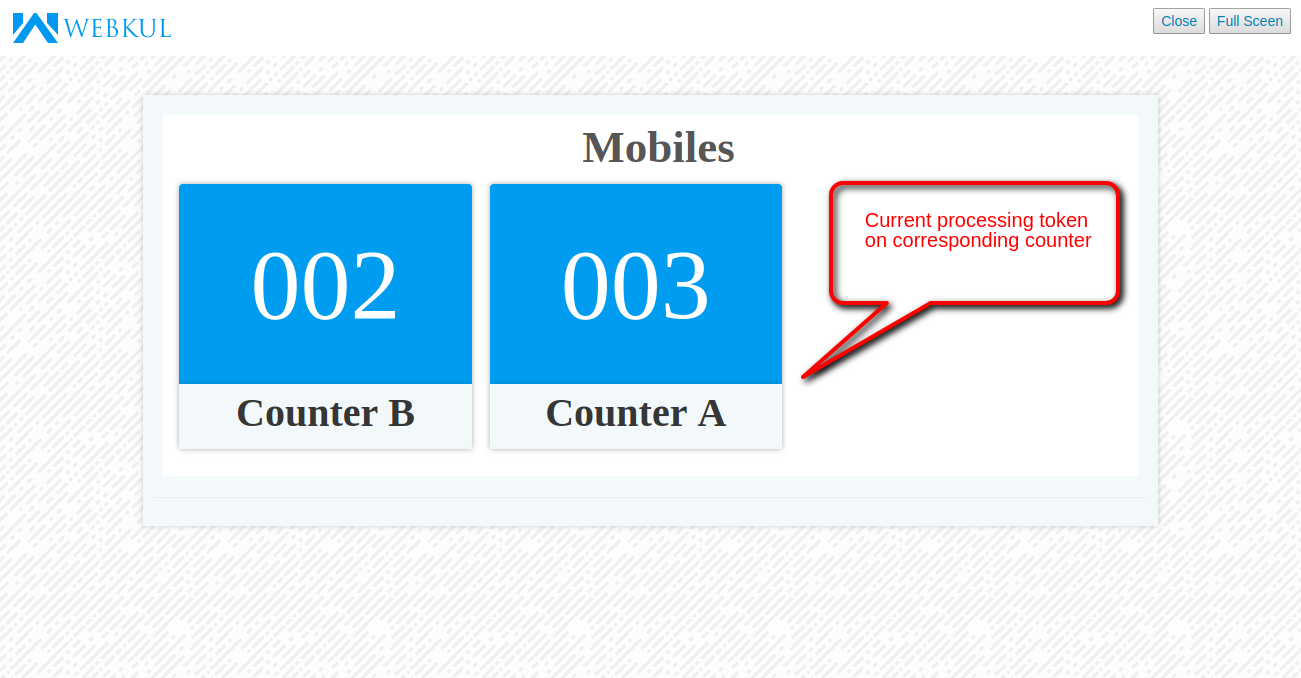 WEBKUL
Close
Full Sceen
Mobiles
002
003
Current processing token
on corresponding counter
Counter B
Counter A